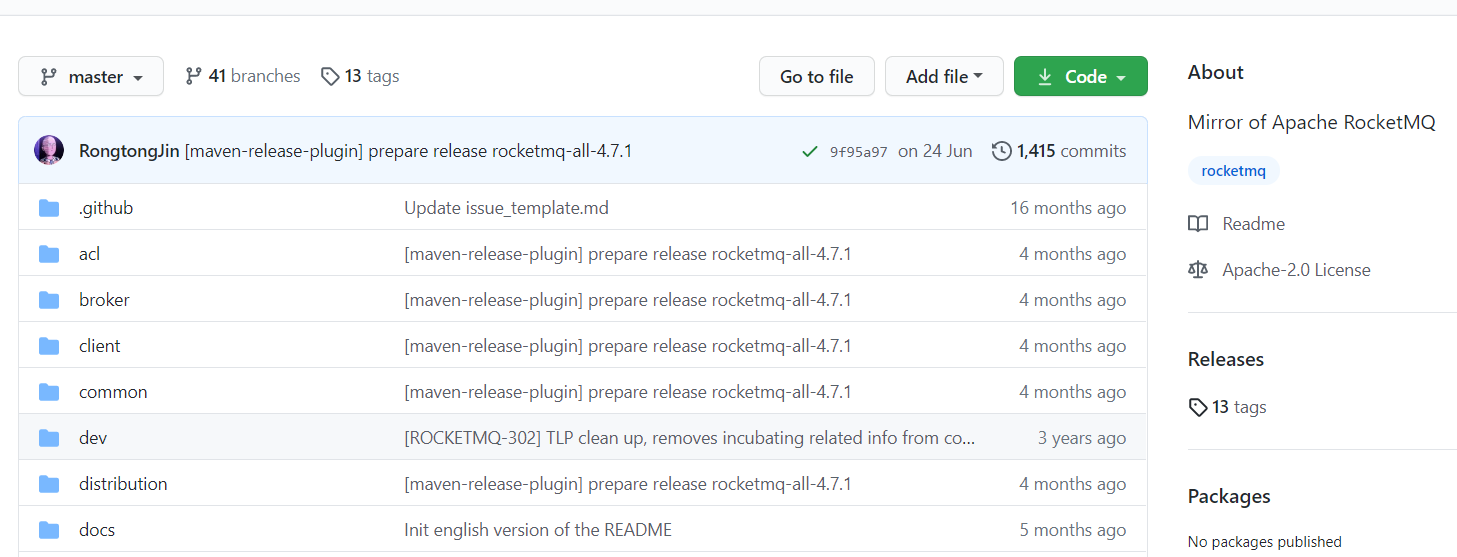 master 41 branches 13 tags Go to file Add file Code
RongtongJin [maven-release-plugin] prepare release rocketmq-all-4.7.1 9f95a97 on 24 Jun 1,415 commits
.github Update issue_template.md 16 months ago
acl [maven-release-plugin] prepare release rocketmq-all-4.7.1 4 months ago
broker [maven-release-plugin] prepare release rocketmq-all-4.7.1 4 months ago
client [maven-release-plugin] prepare release rocketmq-all-4.7.1 4 months ago
common [maven-release-plugin] prepare release rocketmq-all-4.7.1 4 months ago
dev [ROCKETMQ-302] TLP clean up, removes incubating related info from co... 3 years ago
distribution [maven-release-plugin] prepare release rocketmq-all-4.7.1 4 months ago
docs Init english version of the README 5 months ago
About
Mirror of Apache RocketMQ
rocketmq
Readme
Apache-2.0 License
Releases
13 tags
Packages
No packages published